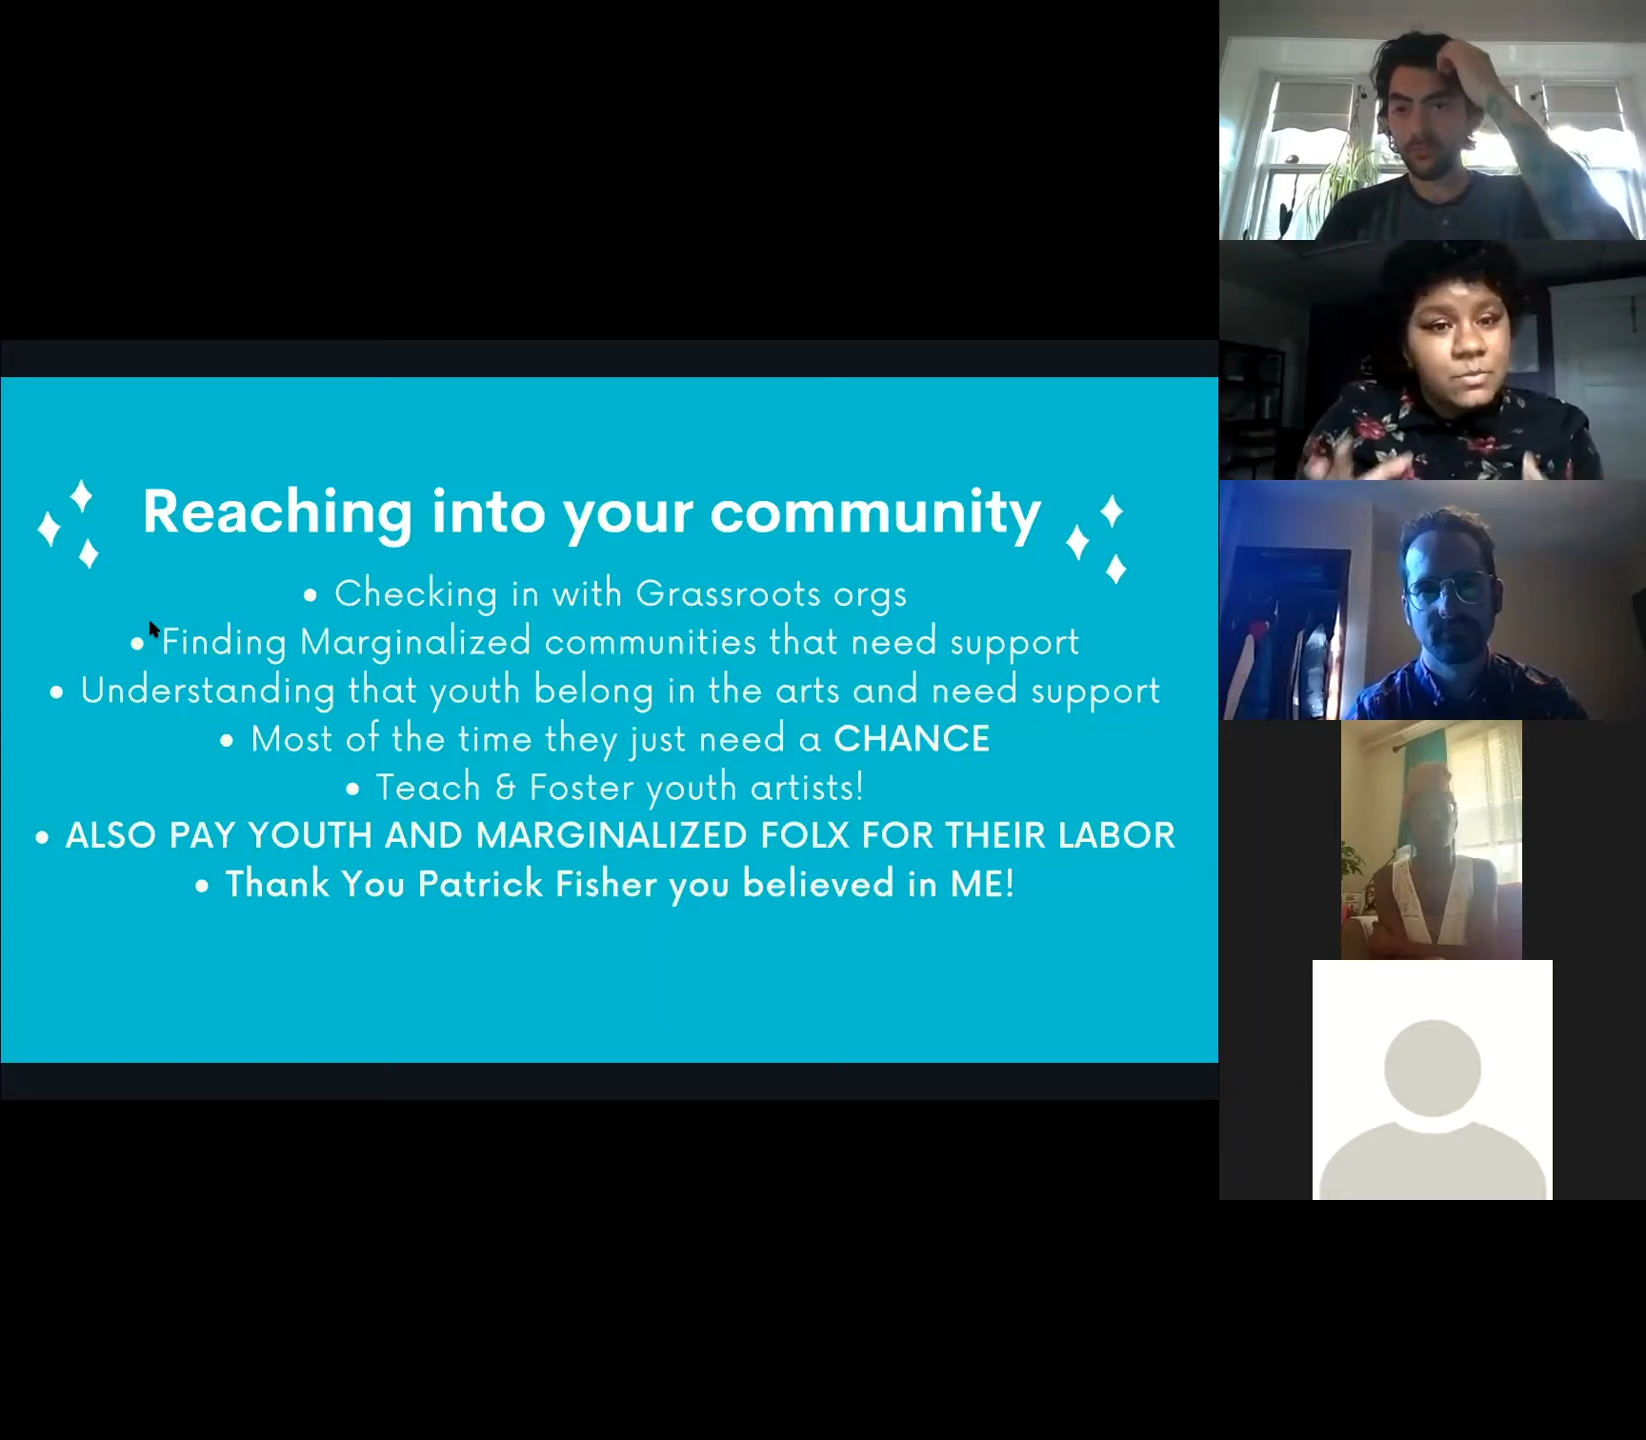 Reaching into your community
• Checking in with Grassroots orgs
• Finding Marginalized communities that need support
• Understanding that youth belong in the arts and need support
• Most of the time they just need a CHANCE
• Teach & Foster youth artists!
• ALSO PAY YOUTH AND MARGINALIZED FOLX FOR THEIR LABOR
• Thank You Patrick Fisher you believed in ME!